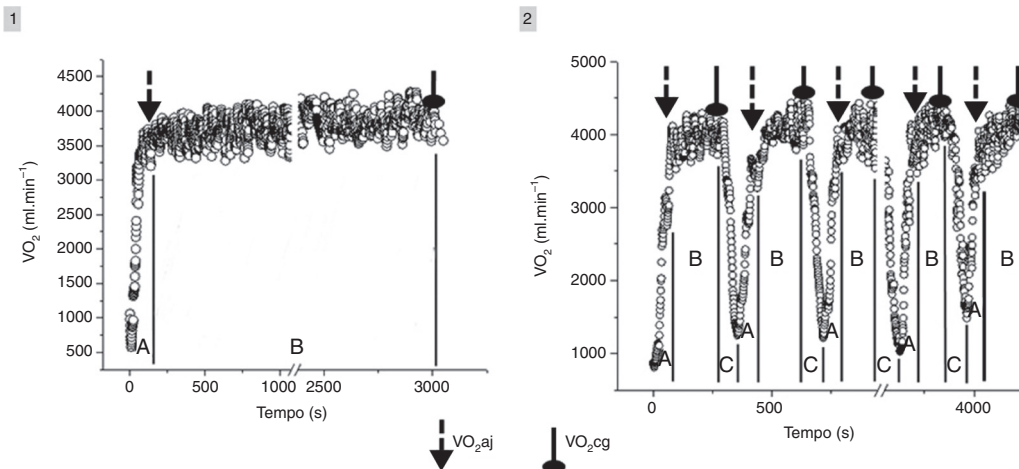 1
VO₂ (ml.min⁻¹)
4500
4000
3500
3000
2500
2000
1500
1000
500
A
B
0 500 1000 2500 3000
Tempo (s)
2
VO₂ (ml.min⁻¹)
5000
4000
3000
2000
1000
B B B B B
A A A A
C C C C
0 500 4000
Tempo (s)
VO₂aj
VO₂cg